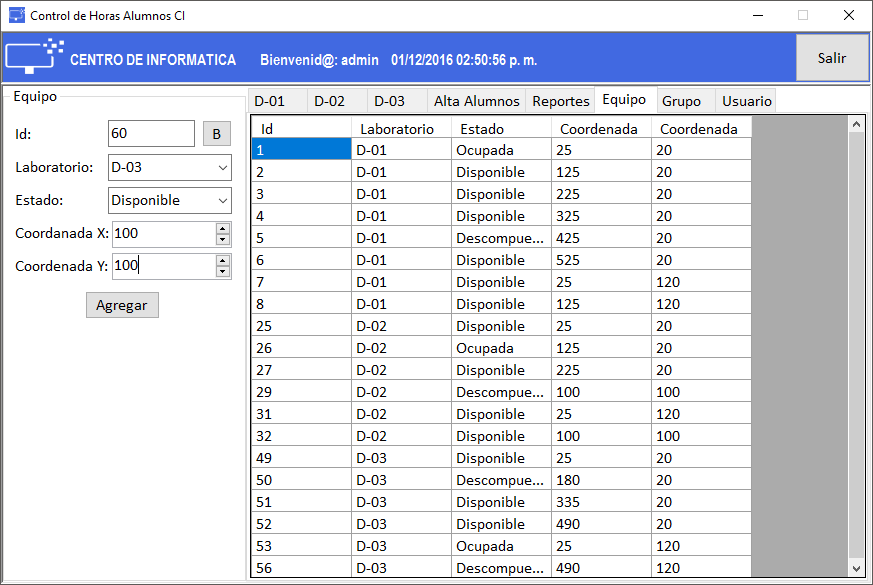 Control de Horas Alumnos CI
CENTRO DE INFORMATICA Bienvenid@: admin 01/12/2016 02:50:56 p. m. Salir
Equipo
Id: 60 B
Laboratorio: D-03
Estado: Disponible
Coordanada X: 100
Coordenada Y: 100
Agregar
D-01 D-02 D-03 Alta Alumnos Reportes Equipo Grupo Usuario
Id Laboratorio Estado Coordenada Coordenada
1 D-01 Ocupada 25 20
2 D-01 Disponible 125 20
3 D-01 Disponible 225 20
4 D-01 Disponible 325 20
5 D-01 Descompue... 425 20
6 D-01 Disponible 525 20
7 D-01 Disponible 25 120
8 D-01 Disponible 125 120
25 D-02 Disponible 25 20
26 D-02 Ocupada 125 20
27 D-02 Disponible 225 20
29 D-02 Descompue... 100 100
31 D-02 Disponible 25 120
32 D-02 Disponible 100 100
49 D-03 Disponible 25 20
50 D-03 Descompue... 180 20
51 D-03 Disponible 335 20
52 D-03 Disponible 490 20
53 D-03 Ocupada 25 120
56 D-03 Descompue... 490 120